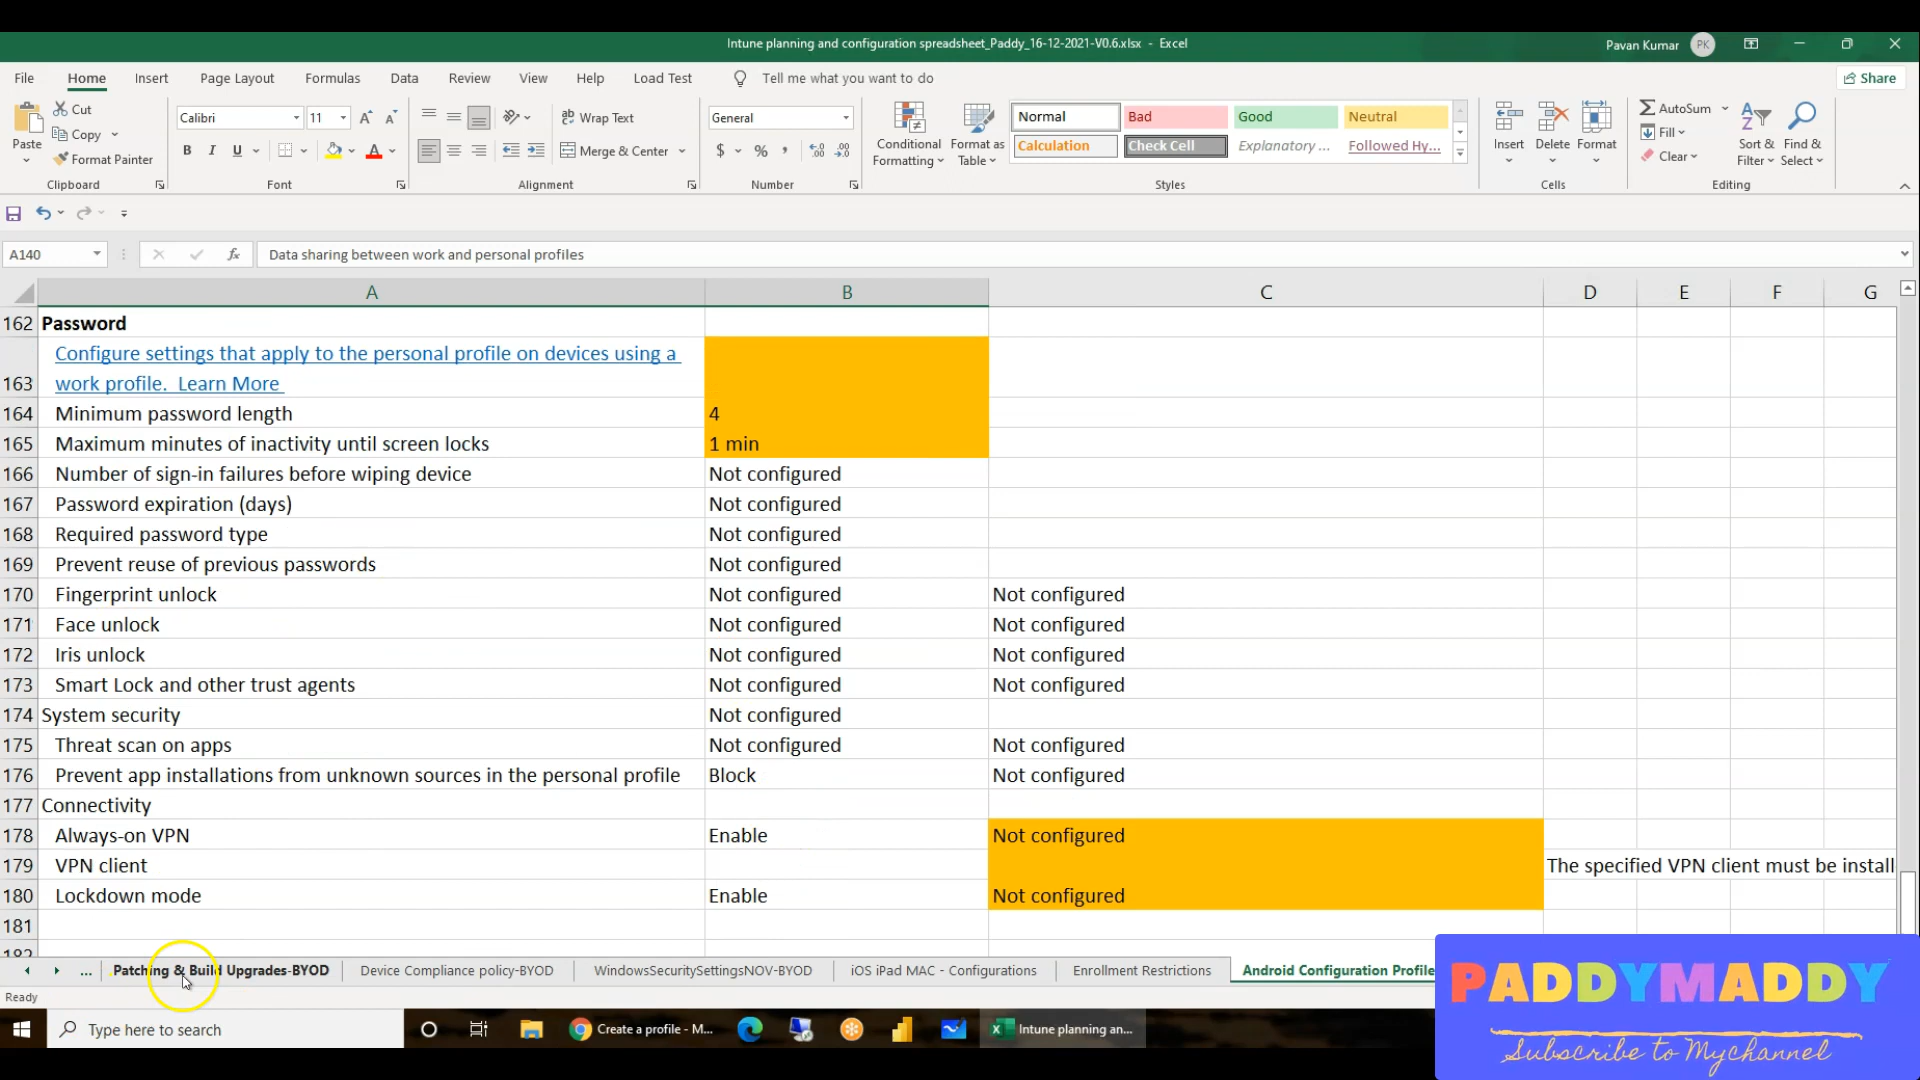 Intune planning and configuration spreadsheet_Paddy_16-12-2021-V0.6.xlsx - Excel
Pavan Kumar PK
File Home Insert Page Layout Formulas Data Review View Help Load Test Tell me what you want to do Share
Paste
Cut
Copy
Format Painter
Clipboard
Calibri 11
B I U
Font
Wrap Text
Merge & Center
Alignment
General
$ %
Number
Conditional Formatting
Format as Table
Normal Bad Good Neutral
Calculation Check Cell Explanatory ... Followed Hy...
Styles
Insert Delete Format
Cells
AutoSum
Fill
Clear
Sort & Filter
Find & Select
Editing
A140 fx Data sharing between work and personal profiles
A B C D E F G
162 Password
163 Configure settings that apply to the personal profile on devices using a
work profile. Learn More
164 Minimum password length 4
165 Maximum minutes of inactivity until screen locks 1 min
166 Number of sign-in failures before wiping device Not configured
167 Password expiration (days) Not configured
168 Required password type Not configured
169 Prevent reuse of previous passwords Not configured
170 Fingerprint unlock Not configured Not configured
171 Face unlock Not configured Not configured
172 Iris unlock Not configured Not configured
173 Smart Lock and other trust agents Not configured Not configured
174 System security Not configured
175 Threat scan on apps Not configured Not configured
176 Prevent app installations from unknown sources in the personal profile Block Not configured
177 Connectivity
178 Always-on VPN Enable Not configured
179 VPN client The specified VPN client must be install
180 Lockdown mode Enable Not configured
181
182
... Patching & Build Upgrades-BYOD Device Compliance policy-BYOD WindowsSecuritySettingsNOV-BYOD iOS iPad MAC - Configurations Enrollment Restrictions Android Configuration Profile
Ready
Type here to search Create a profile - M... Intune planning an...
PADDYMADDY
Subscribe to Mychannel